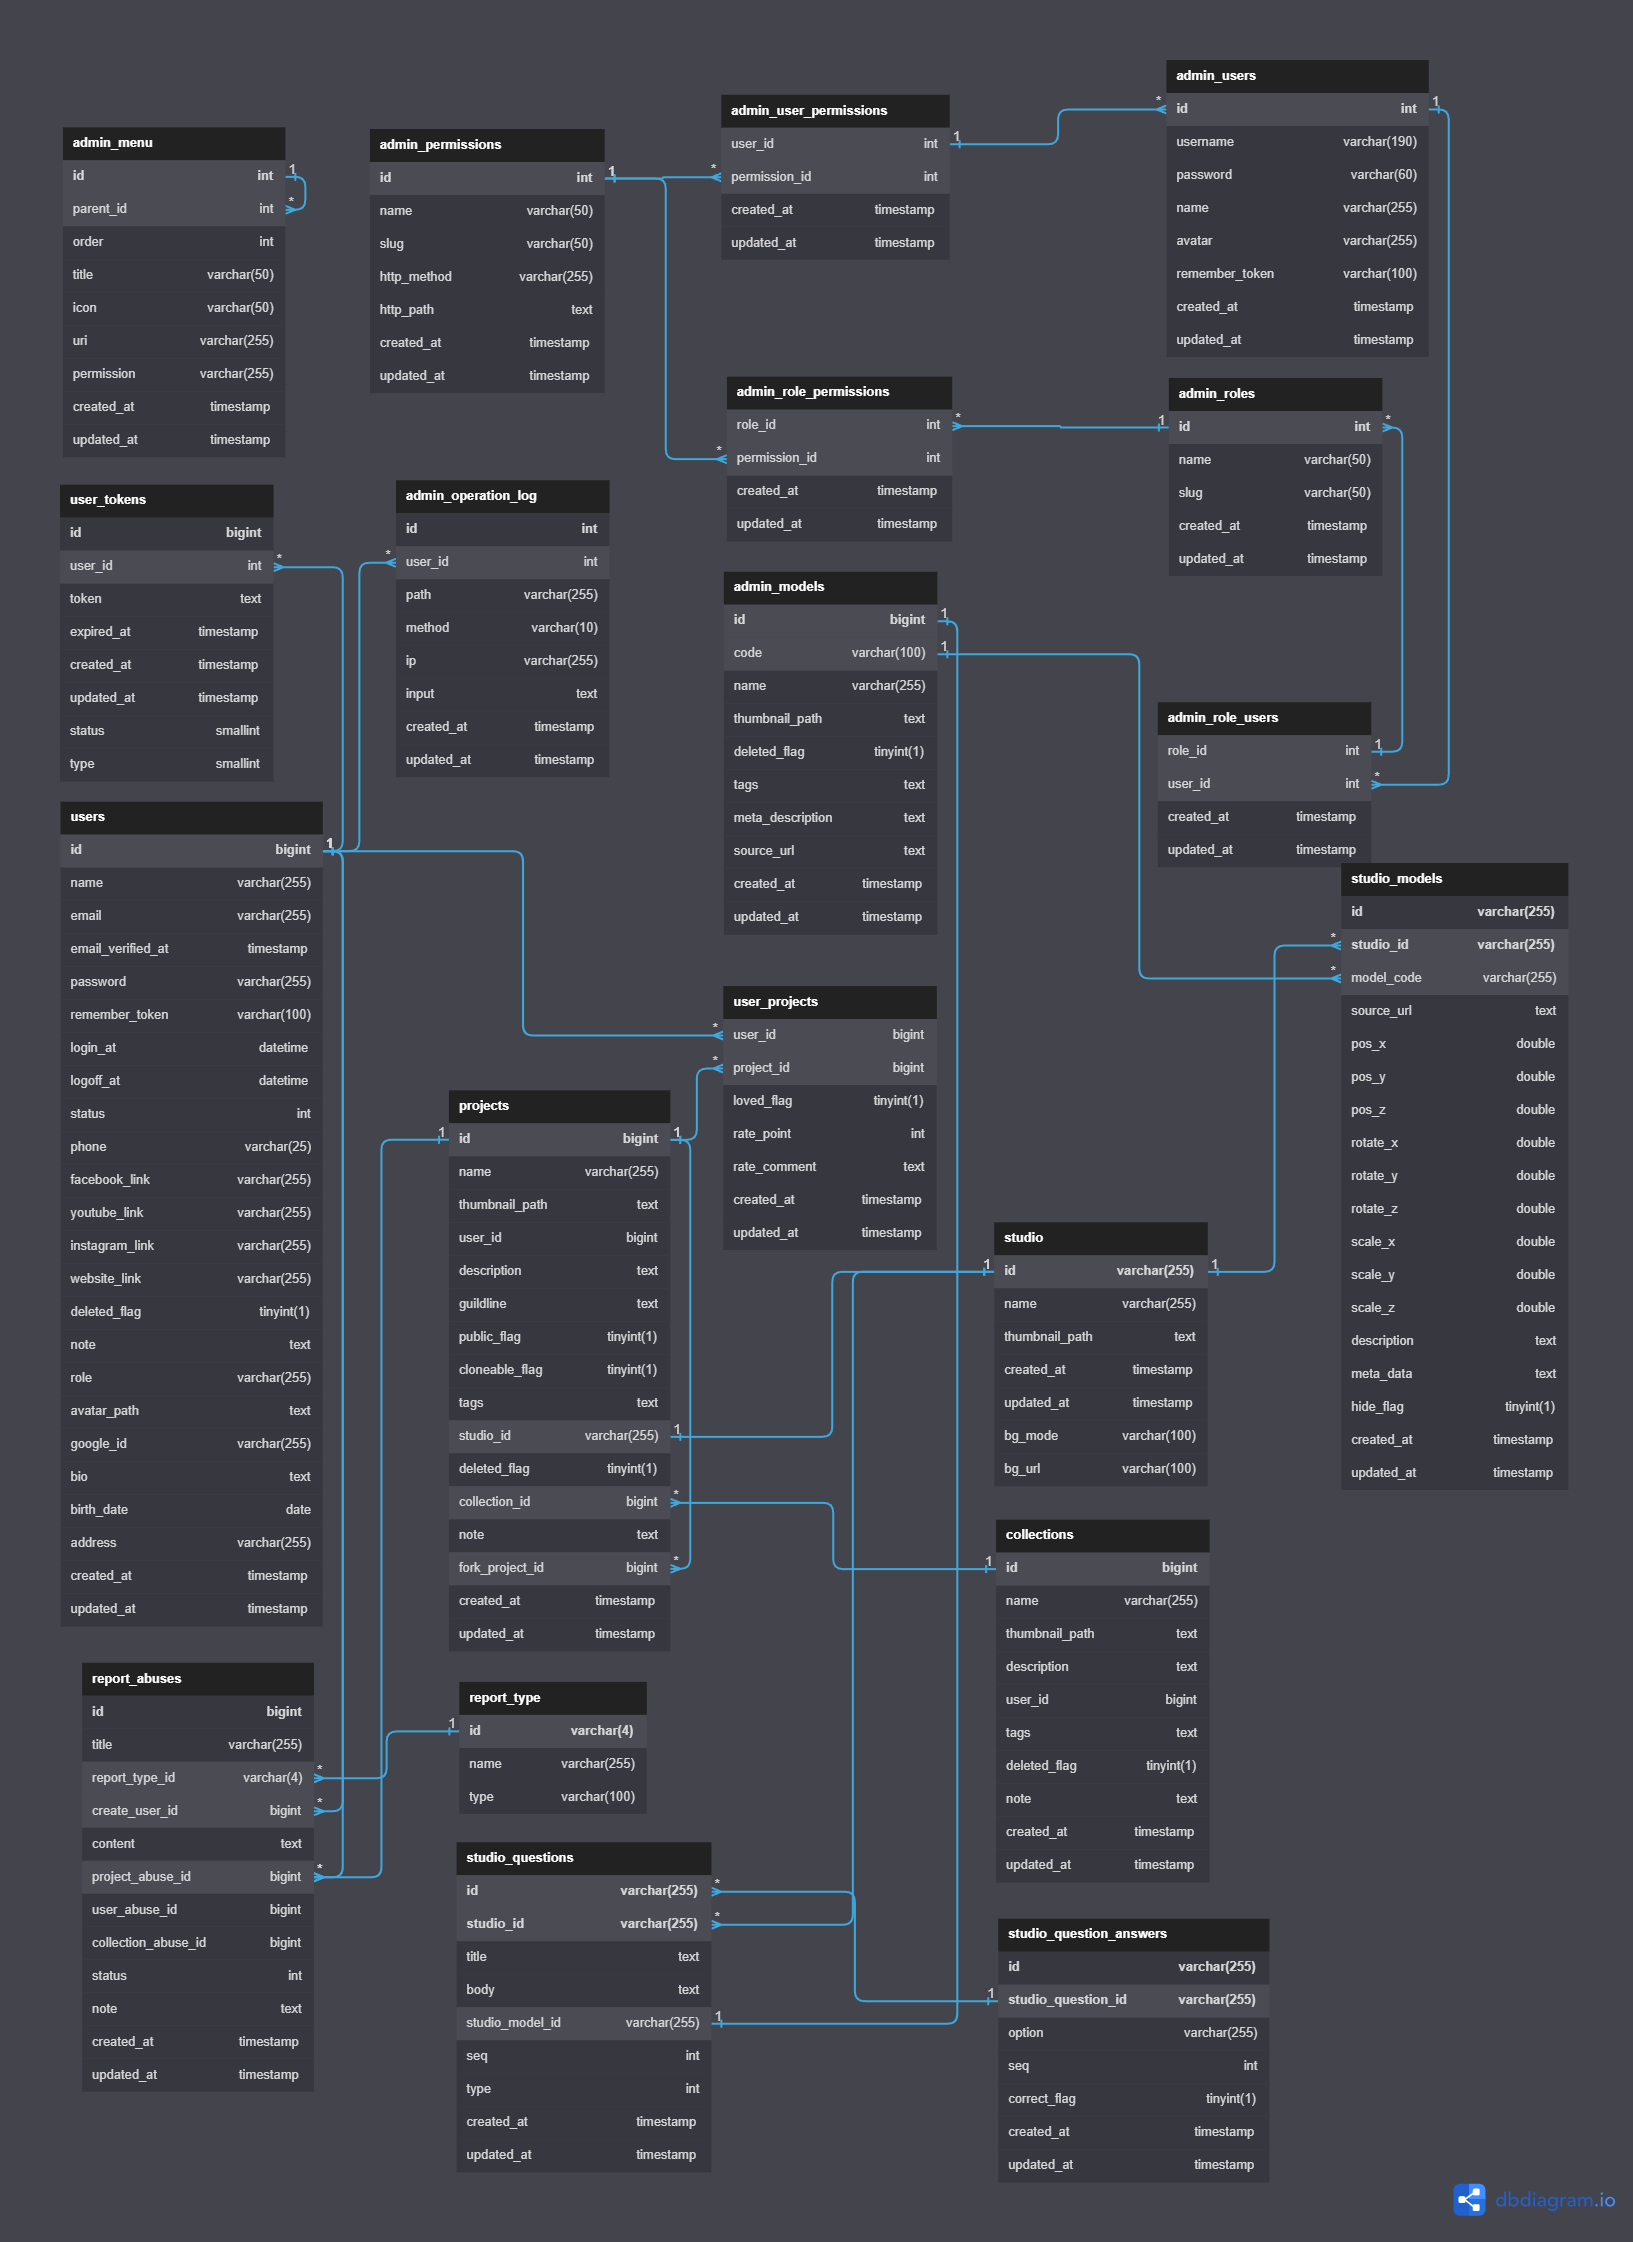 admin_menu
id int 1
parent_id int *
order int
title varchar(50)
icon varchar(50)
uri varchar(255)
permission varchar(255)
created_at timestamp
updated_at timestamp
admin_permissions
id int 1
name varchar(50)
slug varchar(50)
http_method varchar(255)
http_path text
created_at timestamp
updated_at timestamp
admin_user_permissions
user_id int 1
* permission_id int
created_at timestamp
updated_at timestamp
admin_users
* id int 1
username varchar(190)
password varchar(60)
name varchar(255)
avatar varchar(255)
remember_token varchar(100)
created_at timestamp
updated_at timestamp
admin_role_permissions
role_id int *
* permission_id int
created_at timestamp
updated_at timestamp
admin_roles
1 id int *
name varchar(50)
slug varchar(50)
created_at timestamp
updated_at timestamp
user_tokens
id bigint
user_id int *
token text
expired_at timestamp
created_at timestamp
updated_at timestamp
status smallint
type smallint
admin_operation_log
id int
* user_id int
path varchar(255)
method varchar(10)
ip varchar(255)
input text
created_at timestamp
updated_at timestamp
admin_models
id bigint 1
code varchar(100) 1
name varchar(255)
thumbnail_path text
deleted_flag tinyint(1)
tags text
meta_description text
source_url text
created_at timestamp
updated_at timestamp
admin_role_users
role_id int 1
user_id int *
created_at timestamp
updated_at timestamp
users
id bigint 1
name varchar(255)
email varchar(255)
email_verified_at timestamp
password varchar(255)
remember_token varchar(100)
login_at datetime
logoff_at datetime
status int
phone varchar(25)
facebook_link varchar(255)
youtube_link varchar(255)
instagram_link varchar(255)
website_link varchar(255)
deleted_flag tinyint(1)
note text
role varchar(255)
avatar_path text
google_id varchar(255)
bio text
birth_date date
address varchar(255)
created_at timestamp
updated_at timestamp
studio_models
id varchar(255)
* studio_id varchar(255)
* model_code varchar(255)
source_url text
pos_x double
pos_y double
pos_z double
rotate_x double
rotate_y double
rotate_z double
scale_x double
scale_y double
scale_z double
description text
meta_data text
hide_flag tinyint(1)
created_at timestamp
updated_at timestamp
user_projects
* user_id bigint
* project_id bigint
loved_flag tinyint(1)
rate_point int
rate_comment text
created_at timestamp
updated_at timestamp
projects
1 id bigint 1
name varchar(255)
thumbnail_path text
user_id bigint
description text
guildline text
public_flag tinyint(1)
cloneable_flag tinyint(1)
tags text
studio_id varchar(255) 1
deleted_flag tinyint(1)
collection_id bigint *
note text
fork_project_id bigint *
created_at timestamp
updated_at timestamp
studio
1 id varchar(255) 1
name varchar(255)
thumbnail_path text
created_at timestamp
updated_at timestamp
bg_mode varchar(100)
bg_url varchar(100)
collections
1 id bigint
name varchar(255)
thumbnail_path text
description text
user_id bigint
tags text
deleted_flag tinyint(1)
note text
created_at timestamp
updated_at timestamp
report_abuses
id bigint
title varchar(255)
report_type_id varchar(4) *
create_user_id bigint *
content text
project_abuse_id bigint *
user_abuse_id bigint
collection_abuse_id bigint
status int
note text
created_at timestamp
updated_at timestamp
report_type
1 id varchar(4)
name varchar(255)
type varchar(100)
studio_questions
id varchar(255) *
studio_id varchar(255) *
title text
body text
studio_model_id varchar(255) 1
seq int
type int
created_at timestamp
updated_at timestamp
studio_question_answers
id varchar(255)
1 studio_question_id varchar(255)
option varchar(255)
seq int
correct_flag tinyint(1)
created_at timestamp
updated_at timestamp
dbdiagram.io